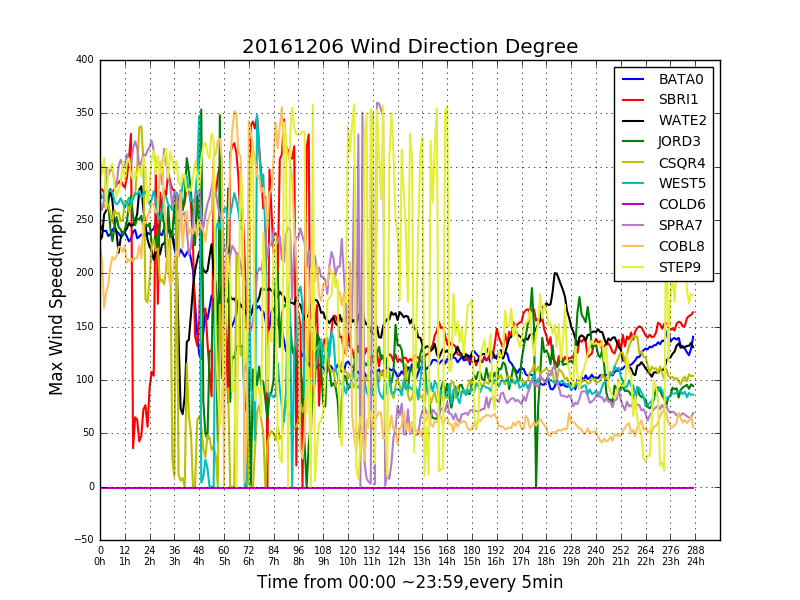 20161206 Wind Direction Degree
Max Wind Speed(mph)
400
350
300
250
200
150
100
50
0
−50
BATA0
SBRI1
WATE2
JORD3
CSQR4
WEST5
COLD6
SPRA7
COBL8
STEP9
0 12 24 36 48 60 72 84 96 108 120 132 144 156 168 180 192 204 216 228 240 252 264 276 288
0h 1h 2h 3h 4h 5h 6h 7h 8h 9h 10h 11h 12h 13h 14h 15h 16h 17h 18h 19h 20h 21h 22h 23h 24h
Time from 00:00 ~23:59,every 5min